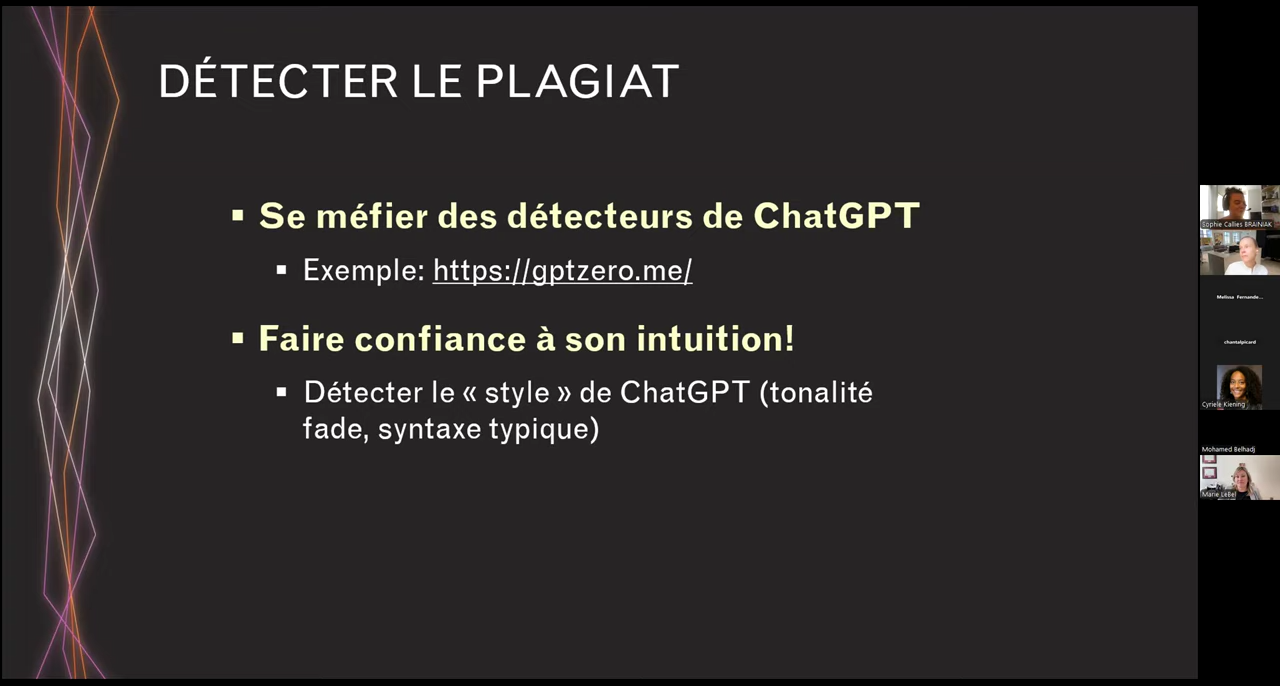 DÉTECTER LE PLAGIAT
▪ Se méfier des détecteurs de ChatGPT
▪ Exemple: https://gptzero.me/
▪ Faire confiance à son intuition!
▪ Détecter le « style » de ChatGPT (tonalité
fade, syntaxe typique)
Sophie Callies BRAINIAK
Melissa Fernande...
chantalpicard
Cyriele Kiening
Mohamed Belhadj
Marie LeBel